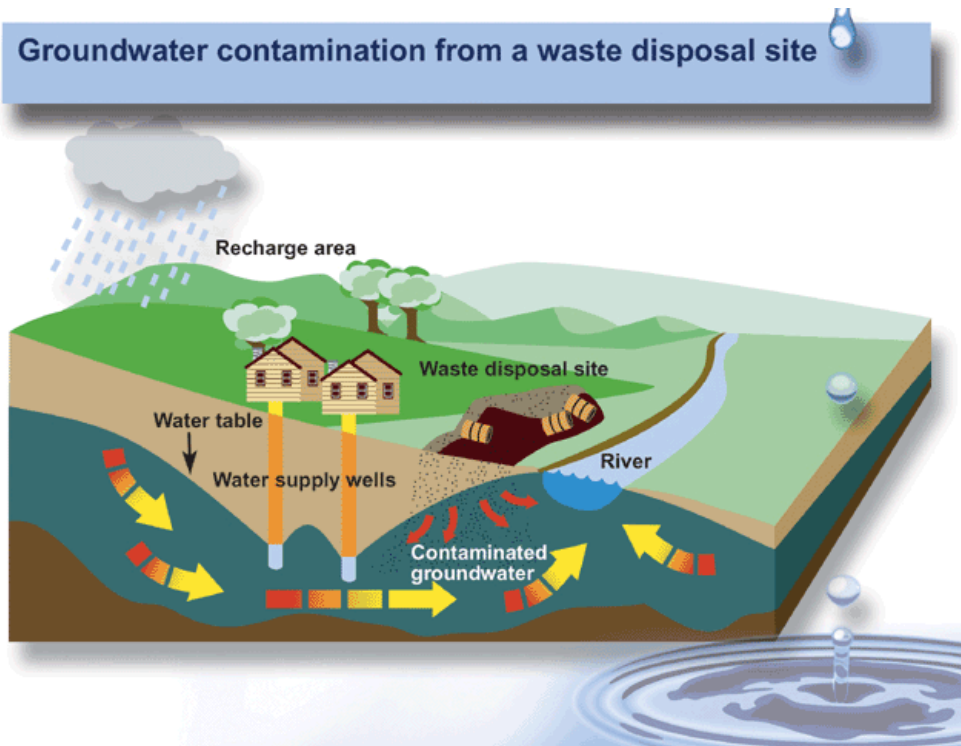 Groundwater contamination from a waste disposal site
Recharge area
Waste disposal site
Water table
River
Water supply wells
Contaminated
groundwater